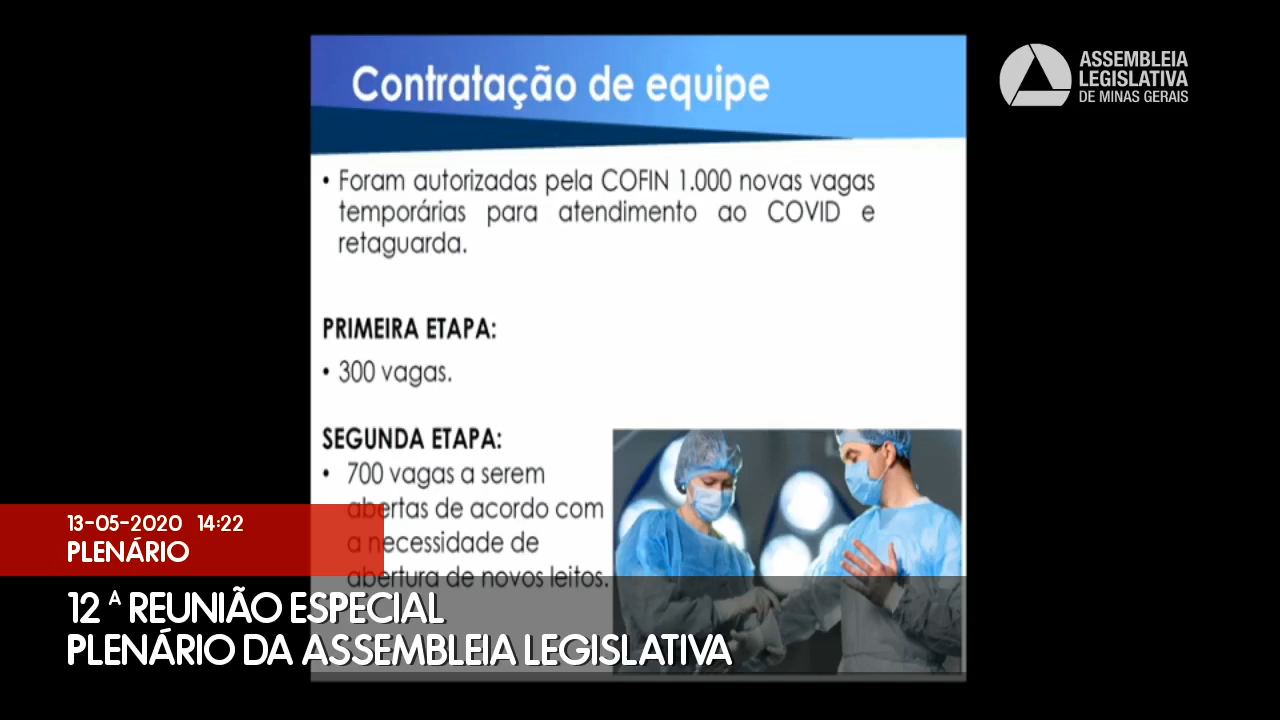 Contratação de equipe
ASSEMBLEIA
LEGISLATIVA
DE MINAS GERAIS
• Foram autorizadas pela COFIN 1.000 novas vagas
temporárias para atendimento ao COVID e
retaguarda.
PRIMEIRA ETAPA:
• 300 vagas.
SEGUNDA ETAPA:
• 700 vagas a serem
abertas de acordo com
a necessidade de
abertura de novos leitos.
13-05-2020 14:22
PLENÁRIO
12 ª REUNIÃO ESPECIAL
PLENÁRIO DA ASSEMBLEIA LEGISLATIVA